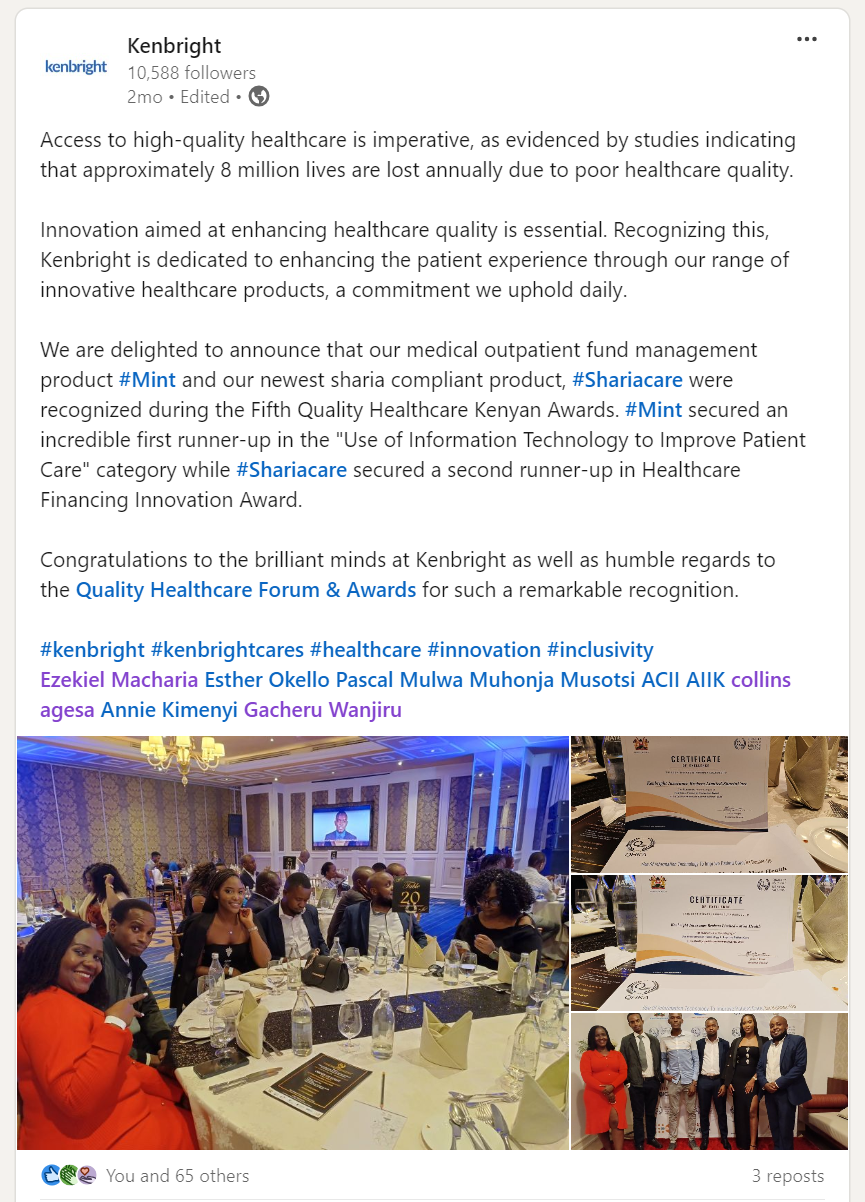 Kenbright
kenbright
10,588 followers
2mo • Edited •
Access to high-quality healthcare is imperative, as evidenced by studies indicating
that approximately 8 million lives are lost annually due to poor healthcare quality.
Innovation aimed at enhancing healthcare quality is essential. Recognizing this,
Kenbright is dedicated to enhancing the patient experience through our range of
innovative healthcare products, a commitment we uphold daily.
We are delighted to announce that our medical outpatient fund management
product #Mint and our newest sharia compliant product, #Shariacare were
recognized during the Fifth Quality Healthcare Kenyan Awards. #Mint secured an
incredible first runner-up in the "Use of Information Technology to Improve Patient
Care" category while #Shariacare secured a second runner-up in Healthcare
Financing Innovation Award.
Congratulations to the brilliant minds at Kenbright as well as humble regards to
the Quality Healthcare Forum & Awards for such a remarkable recognition.
#kenbright #kenbrightcares #healthcare #innovation #inclusivity
Ezekiel Macharia Esther Okello Pascal Mulwa Muhonja Musotsi ACII AIIK collins
agesa Annie Kimenyi Gacheru Wanjiru
Table
20
CERTIFICATE
OF EXCELLENCE
CERTIFICATE
OF EXCELLENCE
You and 65 others
3 reposts